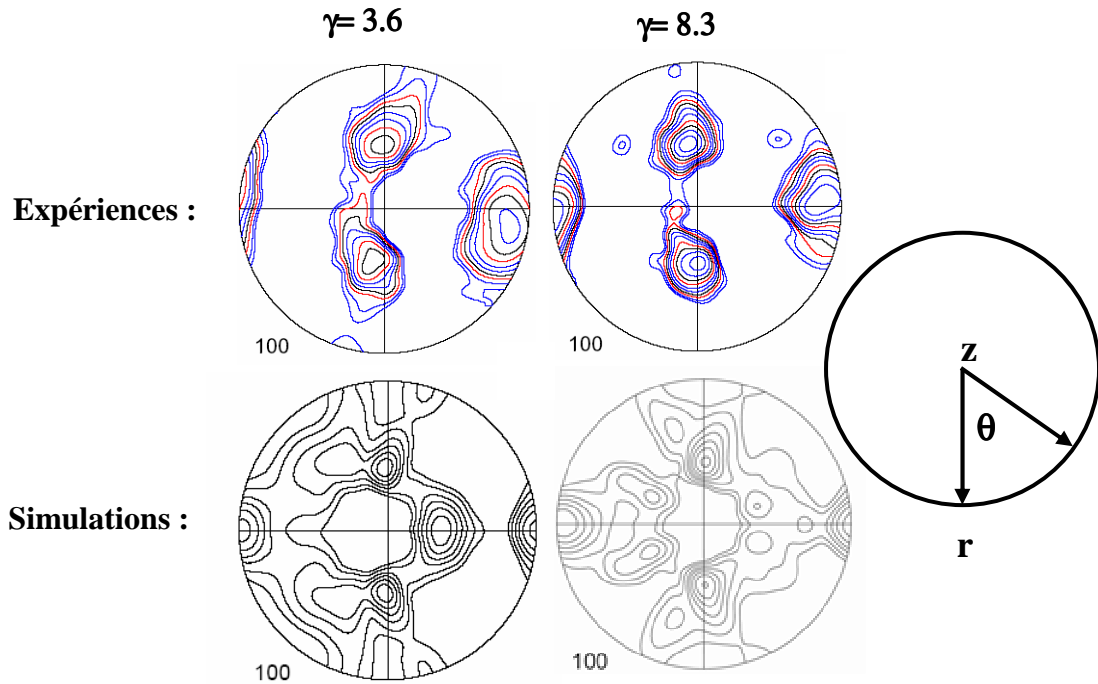 γ= 3.6
γ= 8.3
Expériences :
100
100
z
θ
r
Simulations :
100
100